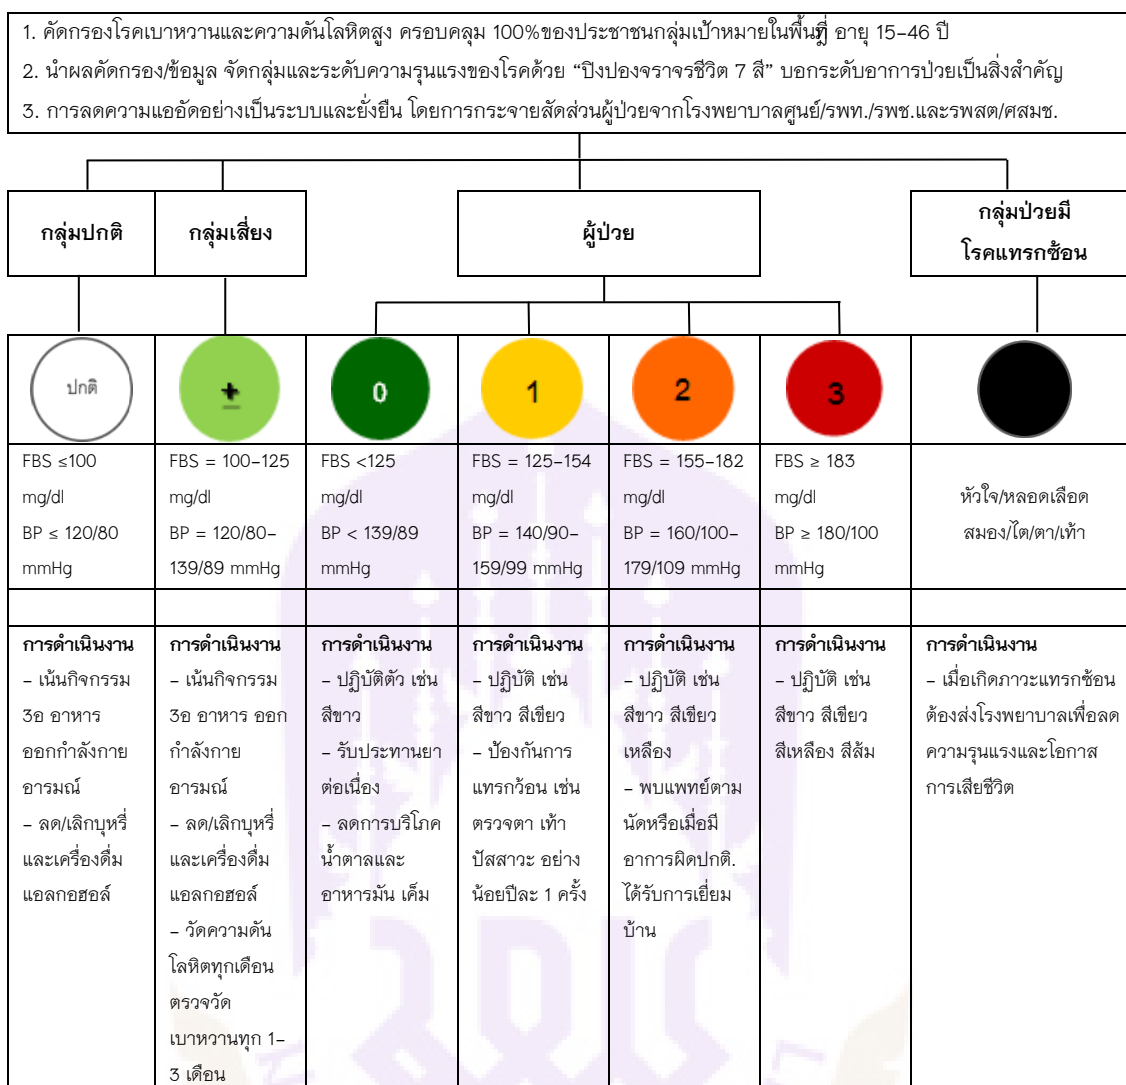 1. คัดกรองโรคเบาหวานและความดันโลหิตสูง ครอบคลุม 100%ของประชาชนกลุ่มเป้าหมายในพื้นที่ อายุ 15-46 ปี
2. นำผลคัดกรอง/ข้อมูล จัดกลุ่มและระดับความรุนแรงของโรคด้วย “ปิงปองจราจรชีวิต 7 สี” บอกระดับอาการป่วยเป็นสิ่งสำคัญ
3. การลดความแออัดอย่างเป็นระบบและยั่งยืน โดยการกระจายสัดส่วนผู้ป่วยจากโรงพยาบาลศูนย์/รพท./รพช.และรพสต/ศสมช.
กลุ่มปกติ
กลุ่มเสี่ยง
ผู้ป่วย
กลุ่มป่วยมี
โรคแทรกซ้อน
ปกติ
±
0
1
2
3
FBS ≤100
mg/dl
BP ≤ 120/80
mmHg
FBS = 100-125
mg/dl
BP = 120/80-
139/89 mmHg
FBS <125
mg/dl
BP < 139/89
mmHg
FBS = 125-154
mg/dl
BP = 140/90-
159/99 mmHg
FBS = 155-182
mg/dl
BP = 160/100-
179/109 mmHg
FBS ≥ 183
mg/dl
BP ≥ 180/100
mmHg
หัวใจ/หลอดเลือด
สมอง/ไต/ตา/เท้า
การดำเนินงาน
- เน้นกิจกรรม
3อ อาหาร
ออกกำลังกาย
อารมณ์
- ลด/เลิกบุหรี่
และเครื่องดื่ม
แอลกอฮอล์
การดำเนินงาน
- เน้นกิจกรรม
3อ อาหาร ออก
กำลังกาย
อารมณ์
- ลด/เลิกบุหรี่
และเครื่องดื่ม
แอลกอฮอล์
- วัดความดัน
โลหิตทุกเดือน
ตรวจวัด
เบาหวานทุก 1-
3 เดือน
การดำเนินงาน
- ปฏิบัติตัว เช่น
สีขาว
- รับประทานยา
ต่อเนื่อง
- ลดการบริโภค
น้ำตาลและ
อาหารมัน เค็ม
การดำเนินงาน
- ปฏิบัติ เช่น
สีขาว สีเขียว
- ป้องกันการ
แทรกว้อน เช่น
ตรวจตา เท้า
ปัสสาวะ อย่าง
น้อยปีละ 1 ครั้ง
การดำเนินงาน
- ปฏิบัติ เช่น
สีขาว สีเขียว
เหลือง
- พบแพทย์ตาม
นัดหรือเมื่อมี
อาการผิดปกติ.
ได้รับการเยี่ยม
บ้าน
การดำเนินงาน
- ปฏิบัติ เช่น
สีขาว สีเขียว
สีเหลือง สีส้ม
การดำเนินงาน
- เมื่อเกิดภาวะแทรกซ้อน
ต้องส่งโรงพยาบาลเพื่อลด
ความรุนแรงและโอกาส
การเสียชีวิต